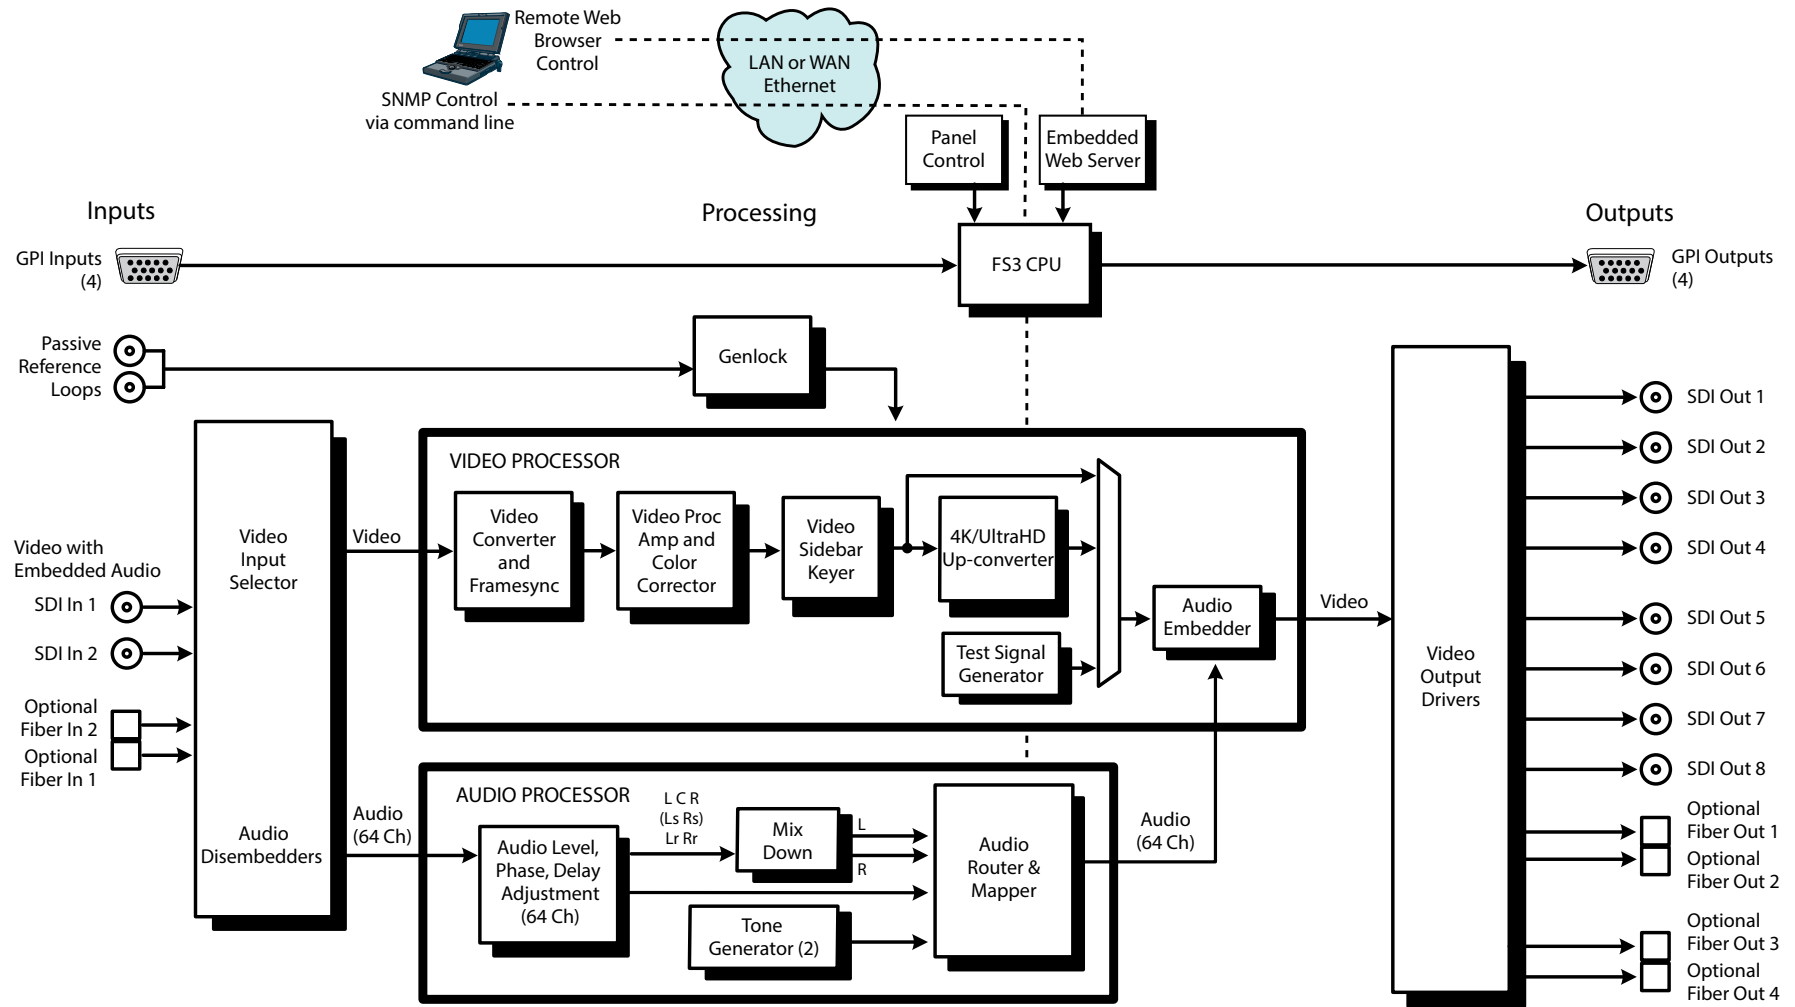 Remote Web
Browser
Control
LAN or WAN
Ethernet
SNMP Control
via command line
Panel
Control
Embedded
Web Server
Inputs
Processing
Outputs
GPI Inputs
(4)
FS3 CPU
GPI Outputs
(4)
Passive
Reference
Loops
Genlock
VIDEO PROCESSOR
Video
Input
Selector
Video
Video
Converter
and
Framesync
Video Proc
Amp and
Color
Corrector
Video
Sidebar
Keyer
4K/UltraHD
Up-converter
Test Signal
Generator
Audio
Embedder
Video
Video
Output
Drivers
Video with
Embedded Audio
SDI In 1
SDI In 2
Optional
Fiber In 2
Optional
Fiber In 1
Audio
Disembedders
Audio
(64 Ch)
AUDIO PROCESSOR
Audio Level,
Phase, Delay
Adjustment
(64 Ch)
L C R
(Ls Rs)
Lr Rr
Mix
Down
L
R
Tone
Generator (2)
Audio
Router &
Mapper
Audio
(64 Ch)
SDI Out 1
SDI Out 2
SDI Out 3
SDI Out 4
SDI Out 5
SDI Out 6
SDI Out 7
SDI Out 8
Optional
Fiber Out 1
Optional
Fiber Out 2
Optional
Fiber Out 3
Optional
Fiber Out 4